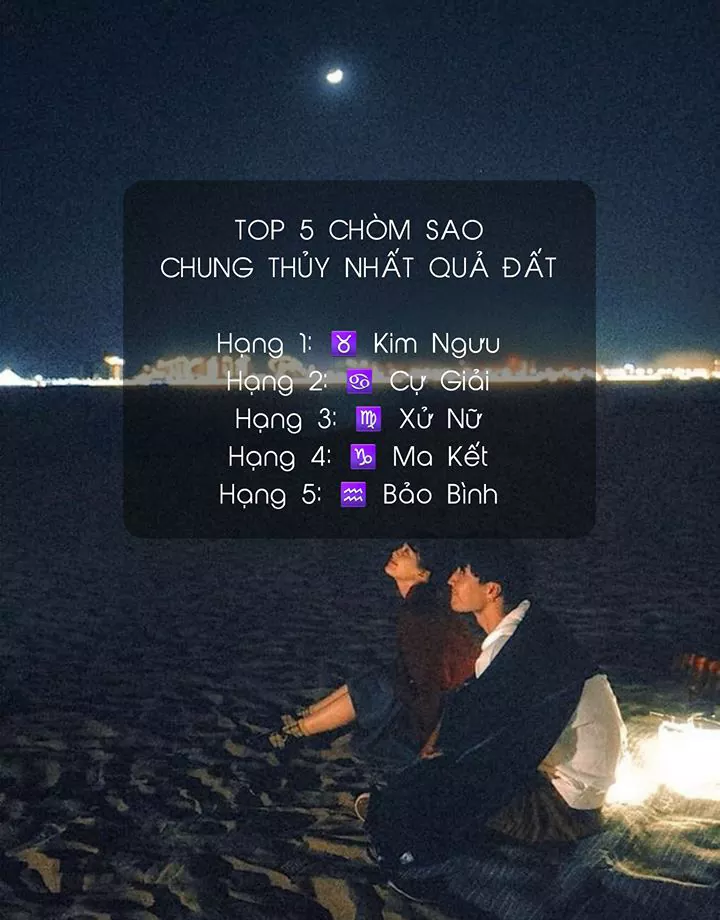 TOP 5 CHÒM SAO
CHUNG THỦY NHẤT QUẢ ĐẤT
Hạng 1: ♉ Kim Ngưu
Hạng 2: ♋ Cự Giải
Hạng 3: ♍ Xử Nữ
Hạng 4: ♑ Ma Kết
Hạng 5: ♒ Bảo Bình